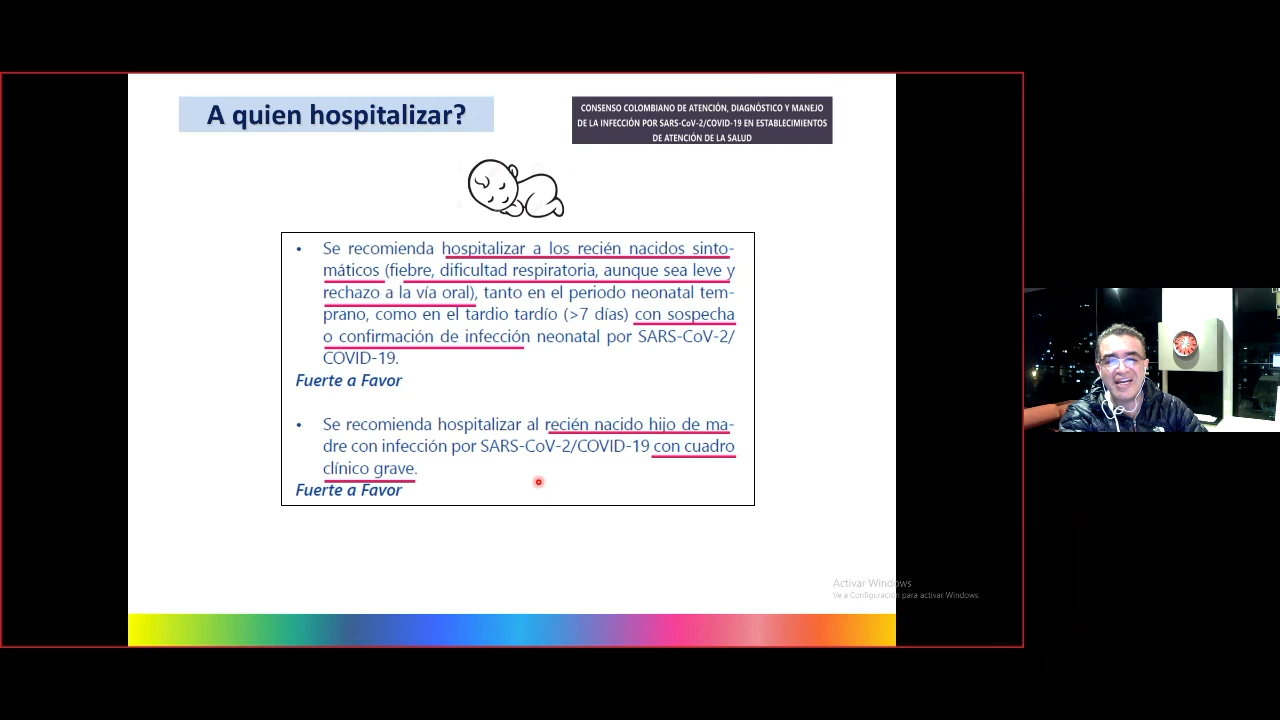 A quien hospitalizar?
CONSENSO COLOMBIANO DE ATENCIÓN, DIAGNÓSTICO Y MANEJO
DE LA INFECCIÓN POR SARS-CoV-2/COVID-19 EN ESTABLECIMIENTOS
DE ATENCIÓN DE LA SALUD
• Se recomienda hospitalizar a los recién nacidos sinto-
máticos (fiebre, dificultad respiratoria, aunque sea leve y
rechazo a la vía oral), tanto en el periodo neonatal tem-
prano, como en el tardio tardío (>7 días) con sospecha
o confirmación de infección neonatal por SARS-CoV-2/
COVID-19.
Fuerte a Favor
• Se recomienda hospitalizar al recién nacido hijo de ma-
dre con infección por SARS-CoV-2/COVID-19 con cuadro
clínico grave.
Fuerte a Favor
Activar Windows
Ve a Configuración para activar Windows.